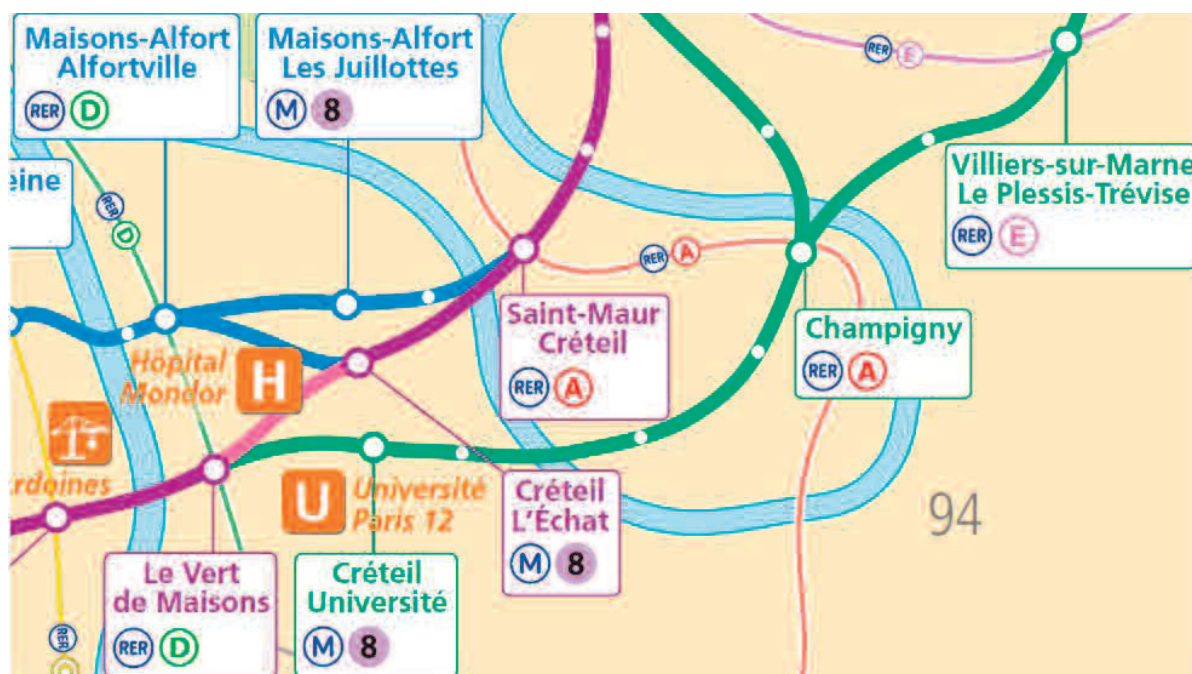 Maisons-Alfort
Alfortville
RER D
Maisons-Alfort
Les Juillottes
M 8
RER E
eine
RER D
Villiers-sur-Marne
Le Plessis-Trévise
RER E
RER A
Saint-Maur
Créteil
RER A
Champigny
RER A
Hôpital
Mondor
H
rdoines
U
Université
Paris 12
Créteil
L'Échat
M 8
94
Le Vert
de Maisons
RER D
Créteil
Université
M 8
RER
C